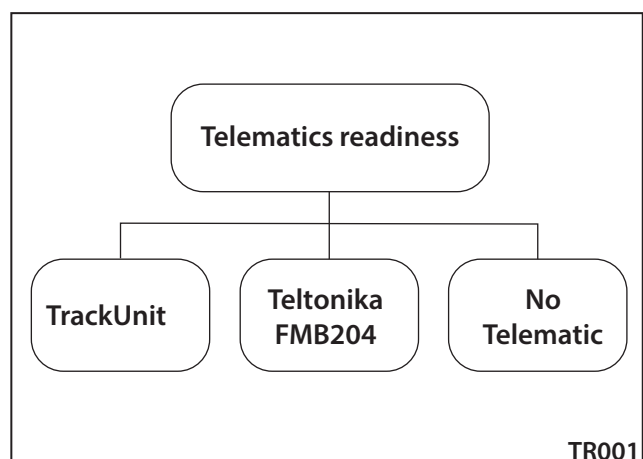 Telematics readiness
TrackUnit
Teltonika
FMB204
No
Telematic
TR001